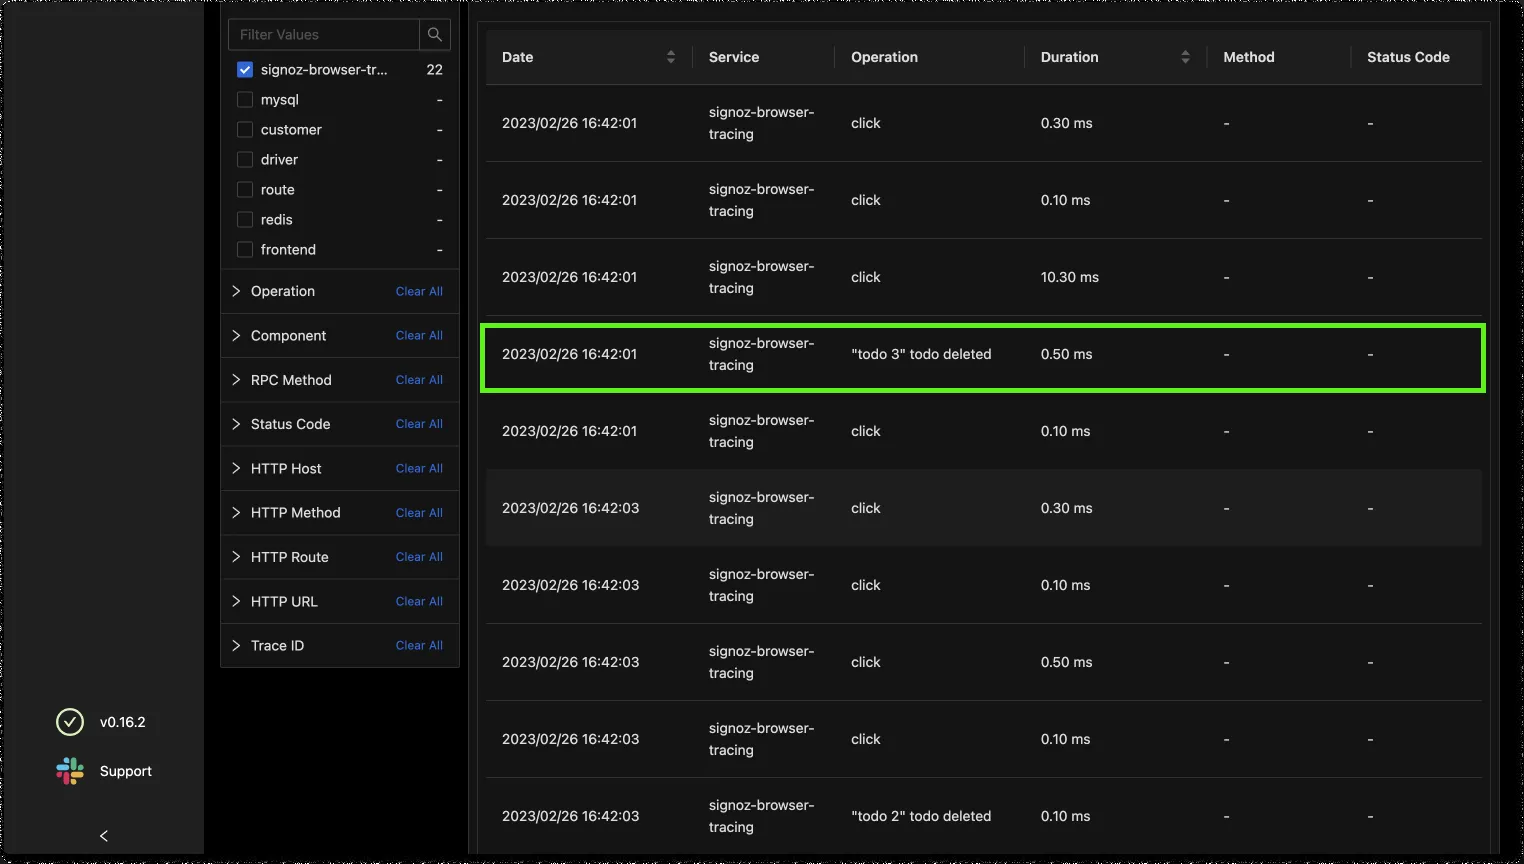 Filter Values
signoz-browser-tr... 22
mysql -
customer -
driver -
route -
redis -
frontend -
Operation Clear All
Component Clear All
RPC Method Clear All
Status Code Clear All
HTTP Host Clear All
HTTP Method Clear All
HTTP Route Clear All
HTTP URL Clear All
Trace ID Clear All
v0.16.2
Support
Date Service Operation Duration Method Status Code
2023/02/26 16:42:01 signoz-browser- click 0.30 ms - -
tracing
2023/02/26 16:42:01 signoz-browser- click 0.10 ms - -
tracing
2023/02/26 16:42:01 signoz-browser- click 10.30 ms - -
tracing
2023/02/26 16:42:01 signoz-browser- "todo 3" todo deleted 0.50 ms - -
tracing
2023/02/26 16:42:01 signoz-browser- click 0.10 ms - -
tracing
2023/02/26 16:42:03 signoz-browser- click 0.30 ms - -
tracing
2023/02/26 16:42:03 signoz-browser- click 0.10 ms - -
tracing
2023/02/26 16:42:03 signoz-browser- click 0.50 ms - -
tracing
2023/02/26 16:42:03 signoz-browser- click 0.10 ms - -
tracing
2023/02/26 16:42:03 signoz-browser- "todo 2" todo deleted 0.10 ms - -
tracing